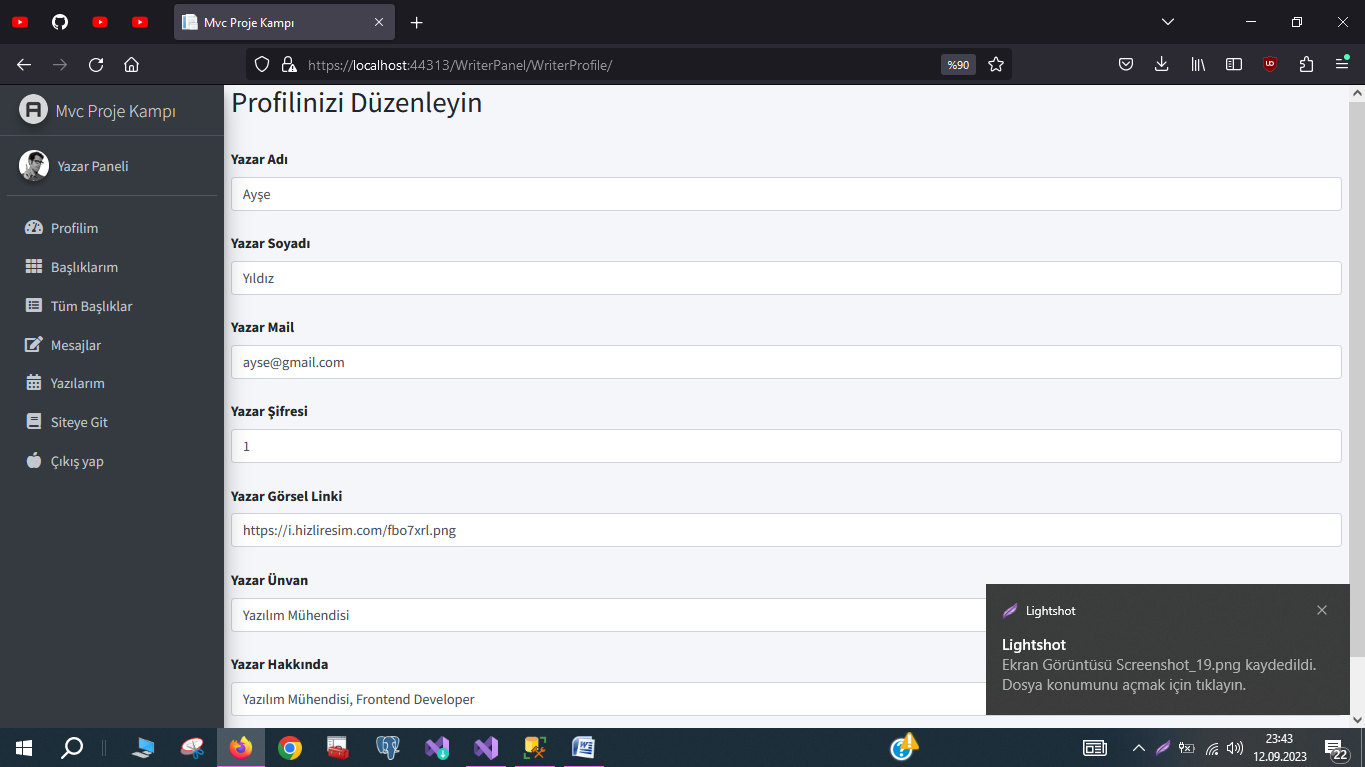 Mvc Proje Kampı
https://localhost:44313/WriterPanel/WriterProfile/
%90
Mvc Proje Kampı
Yazar Paneli
Profilim
Başlıklarım
Tüm Başlıklar
Mesajlar
Yazılarım
Siteye Git
Çıkış yap
Profilinizi Düzenleyin
Yazar Adı
Ayşe
Yazar Soyadı
Yıldız
Yazar Mail
ayse@gmail.com
Yazar Şifresi
1
Yazar Görsel Linki
https://i.hizliresim.com/fbo7xrl.png
Yazar Ünvan
Yazılım Mühendisi
Yazar Hakkında
Yazılım Mühendisi, Frontend Developer
Lightshot
Lightshot
Ekran Görüntüsü Screenshot_19.png kaydedildi.
Dosya konumunu açmak için tıklayın.
23:43
12.09.2023
22